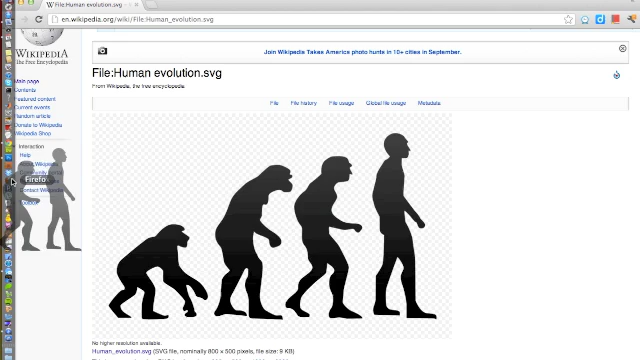 File:Human_evolution.svg
en.wikipedia.org/wiki/File:Human_evolution.svg
WIKIPEDIA
The Free Encyclopedia
Join Wikipedia Takes America photo hunts in 10+ cities in September.
File:Human evolution.svg
From Wikipedia, the free encyclopedia
File File history File usage Global file usage Metadata
Main page
Contents
Featured content
Current events
Random article
Donate to Wikipedia
Wikipedia Shop
Interaction
Help
Firefo
Contact Wikipedia
No higher resolution available.
Human_evolution.svg (SVG file, nominally 800 × 500 pixels, file size: 9 KB)